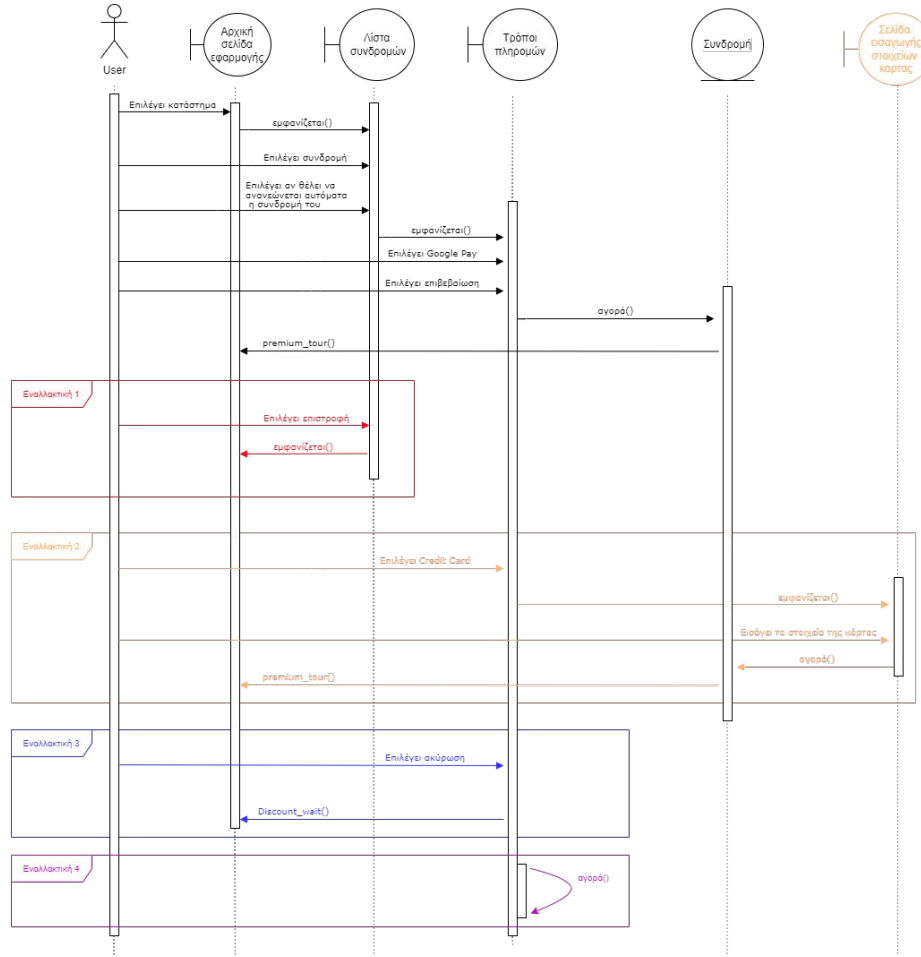 User
Αρχική
σελίδα
εφαρμογής
Λίστα
συνδρομών
Τρόποι
πληρομών
Συνδρομή
Σελίδα
εισαγωγής
στοιχείων
καρτας
Επιλέγει κατάστημα
εμφανίζεται()
Επιλέγει συνδρομή
Επιλέγει αν θέλει να
ανανεώνεται αυτόματα
η συνδρομή του
εμφανίζεται()
Επιλέγει Google Pay
Επιλέγει επιβεβαίωση
αγορά()
premium_tour()
Εναλλακτική 1
Επιλέγει επιστροφή
εμφανίζεται()
Εναλλακτική 2
Επιλέγει Credit Card
εμφανίζεται()
Εισάγει τα στοιχεία της κάρτας
αγορά()
premium_tour()
Εναλλακτική 3
Επιλέγει ακύρωση
Discount_wait()
Εναλλακτική 4
αγορά()